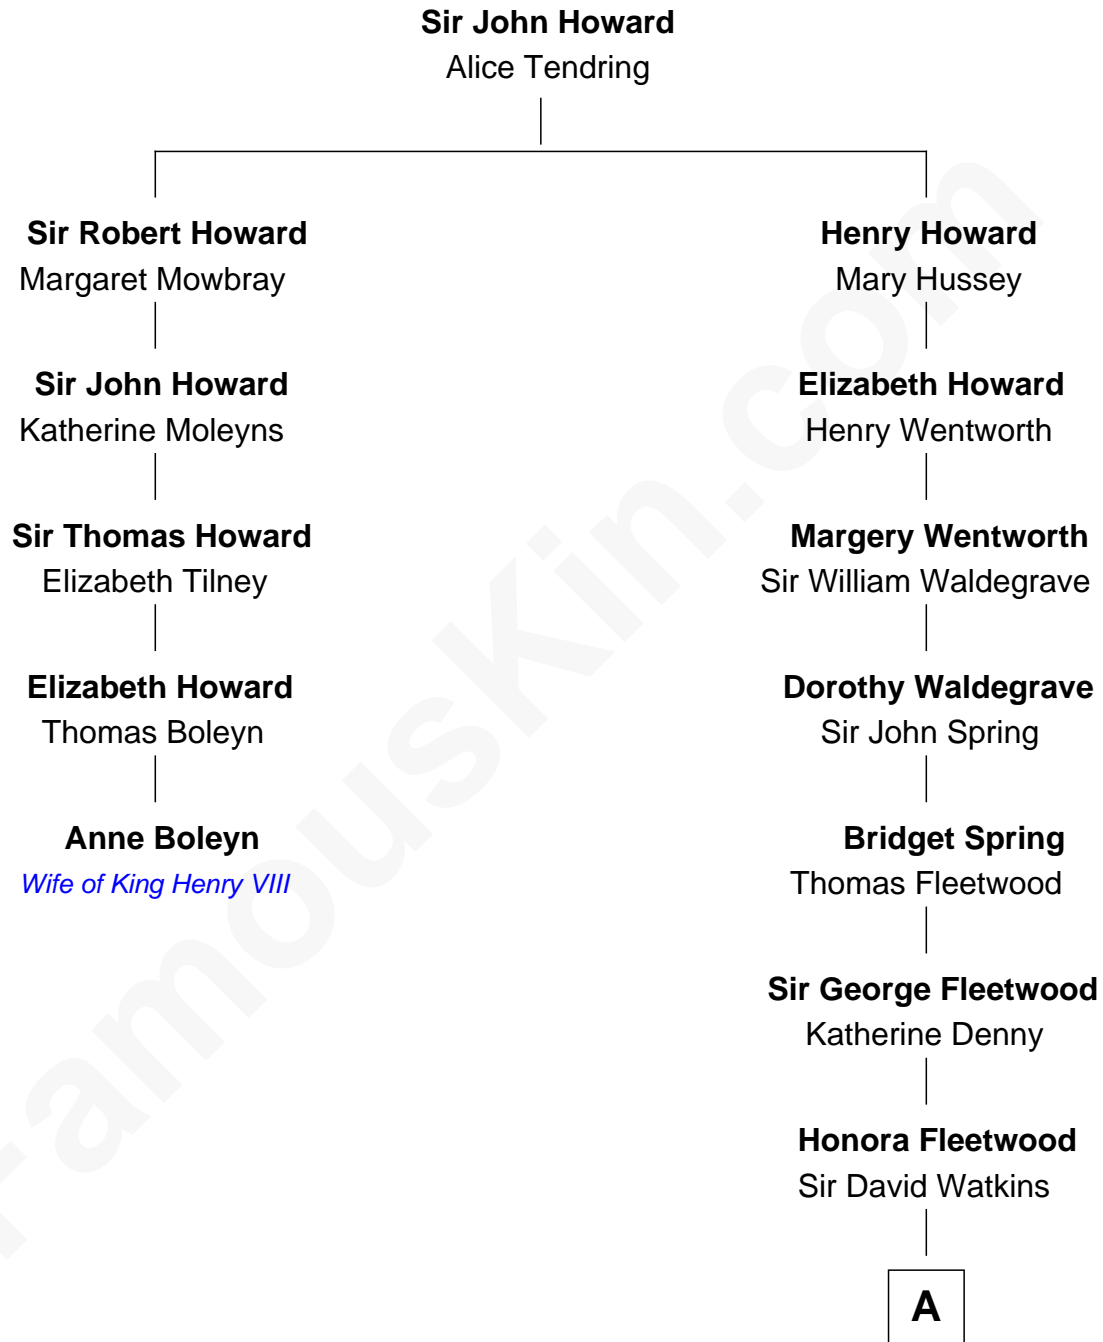 Sir John Howard
Alice Tendring
Sir Robert Howard
Margaret Mowbray
Henry Howard
Mary Hussey
Sir John Howard
Katherine Moleyns
Elizabeth Howard
Henry Wentworth
Sir Thomas Howard
Elizabeth Tilney
Margery Wentworth
Sir William Waldegrave
Elizabeth Howard
Thomas Boleyn
Dorothy Waldegrave
Sir John Spring
Anne Boleyn
Wife of King Henry VIII
Bridget Spring
Thomas Fleetwood
Sir George Fleetwood
Katherine Denny
Honora Fleetwood
Sir David Watkins
A
FamousKin.com